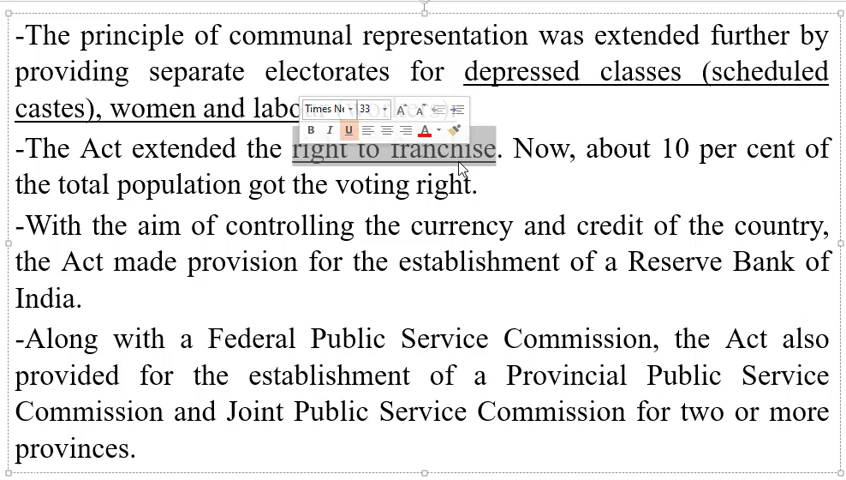 -The principle of communal representation was extended further by
providing separate electorates for depressed classes (scheduled
castes), women and labo
Times Ne 33
B I U A
-The Act extended the right to franchise. Now, about 10 per cent of
the total population got the voting right.
-With the aim of controlling the currency and credit of the country,
the Act made provision for the establishment of a Reserve Bank of
India.
-Along with a Federal Public Service Commission, the Act also
provided for the establishment of a Provincial Public Service
Commission and Joint Public Service Commission for two or more
provinces.